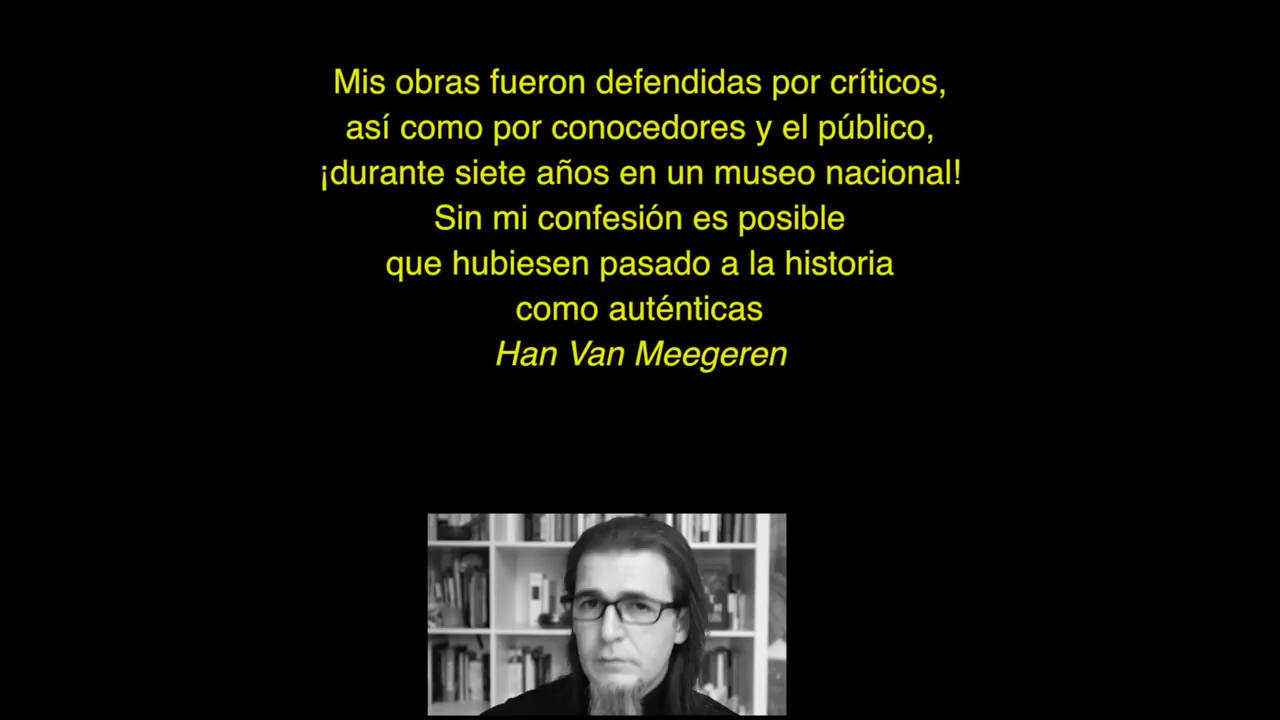 Mis obras fueron defendidas por críticos,
así como por conocedores y el público,
¡durante siete años en un museo nacional!
Sin mi confesión es posible
que hubiesen pasado a la historia
como auténticas
Han Van Meegeren